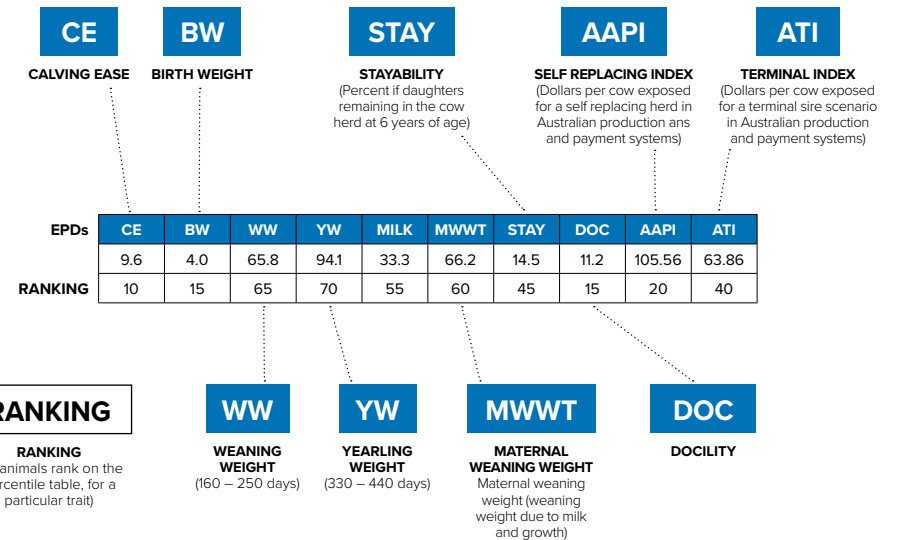 CE
BW
STAY
AAPI
ATI
CALVING EASE
BIRTH WEIGHT
STAYABILITY
(Percent if daughters
remaining in the cow
herd at 6 years of age)
SELF REPLACING INDEX
(Dollars per cow exposed
for a self replacing herd in
Australian production ans
and payment systems)
TERMINAL INDEX
(Dollars per cow exposed
for a terminal sire scenario
in Australian production
and payment systems)
EPDs CE BW WW YW MILK MWWT STAY DOC AAPI ATI
9.6 4.0 65.8 94.1 33.3 66.2 14.5 11.2 105.56 63.86
RANKING 10 15 65 70 55 60 45 15 20 40
RANKING
RANKING
animals rank on the
table, for a
particular trait)
WW
WEANING
WEIGHT
(160 – 250 days)
YW
YEARLING
WEIGHT
(330 – 440 days)
MWWT
MATERNAL
WEANING WEIGHT
Maternal weaning
weight (weaning
weight due to milk
and growth)
DOC
DOCILITY